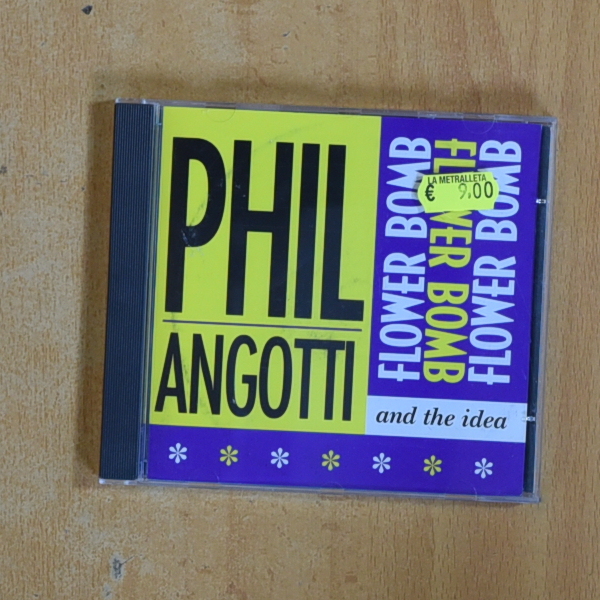 PHIL
ANGOTTI
FLOWER BOMB
FLOWER BOMB
FLOWER BOMB
LA METRALLETA
€ 9.00
and the idea